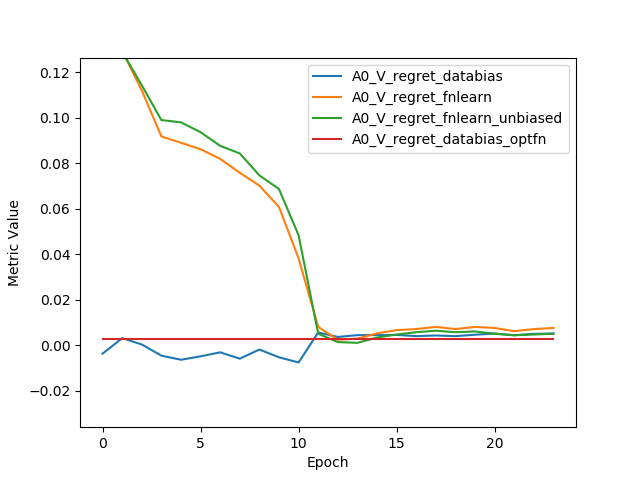 0.12
0.10
0.08
0.06
0.04
0.02
0.00
−0.02
Metric Value
A0_V_regret_databias
A0_V_regret_fnlearn
A0_V_regret_fnlearn_unbiased
A0_V_regret_databias_optfn
0 5 10 15 20
Epoch